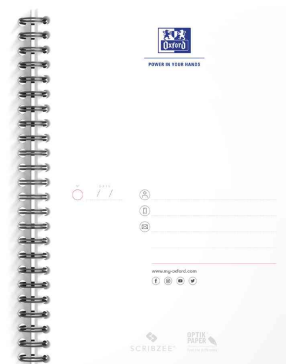 Oxford
POWER IN YOUR HANDS
N°
DATE
/ /
www.my-oxford.com
SCRIBZEE
OPTIK
PAPER